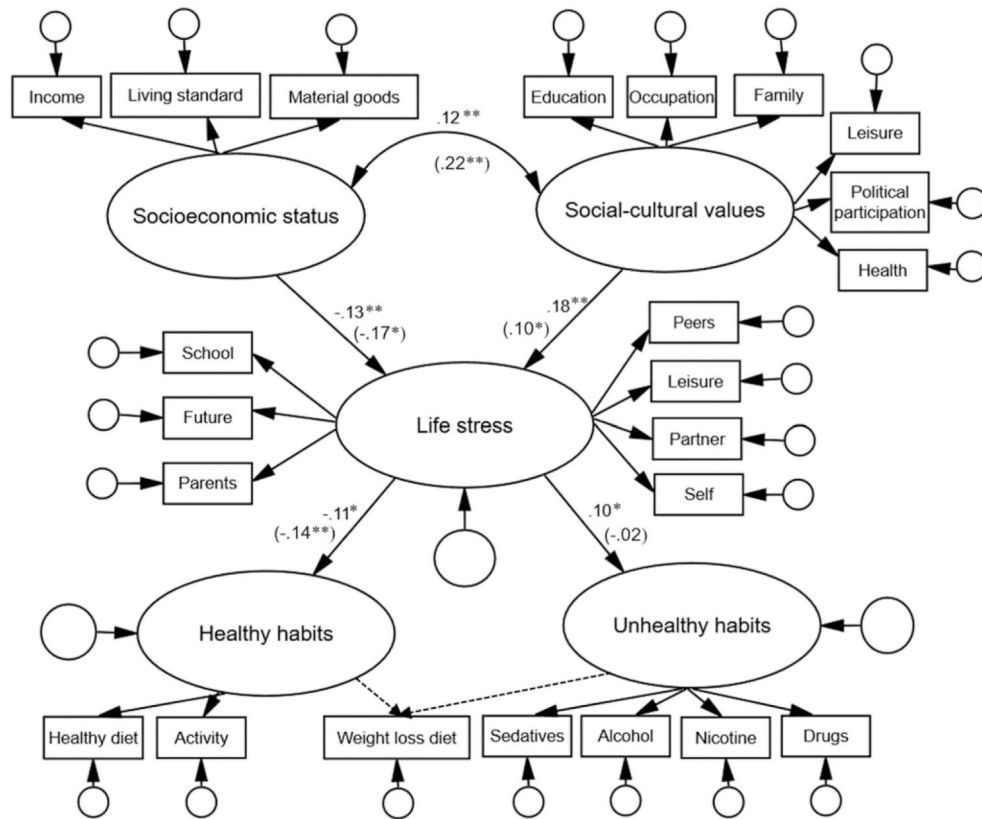 Income
Living standard
Material goods
Education
Occupation
Family
Leisure
.12**
(.22**)
Socioeconomic status
Social-cultural values
Political
participation
Health
-.13**
(-.17*)
.18**
(.10*)
School
Future
Parents
Life stress
Peers
Leisure
Partner
Self
-.11*
(-.14**)
.10*
(-.02)
Healthy habits
Unhealthy habits
Healthy diet
Activity
Weight loss diet
Sedatives
Alcohol
Nicotine
Drugs